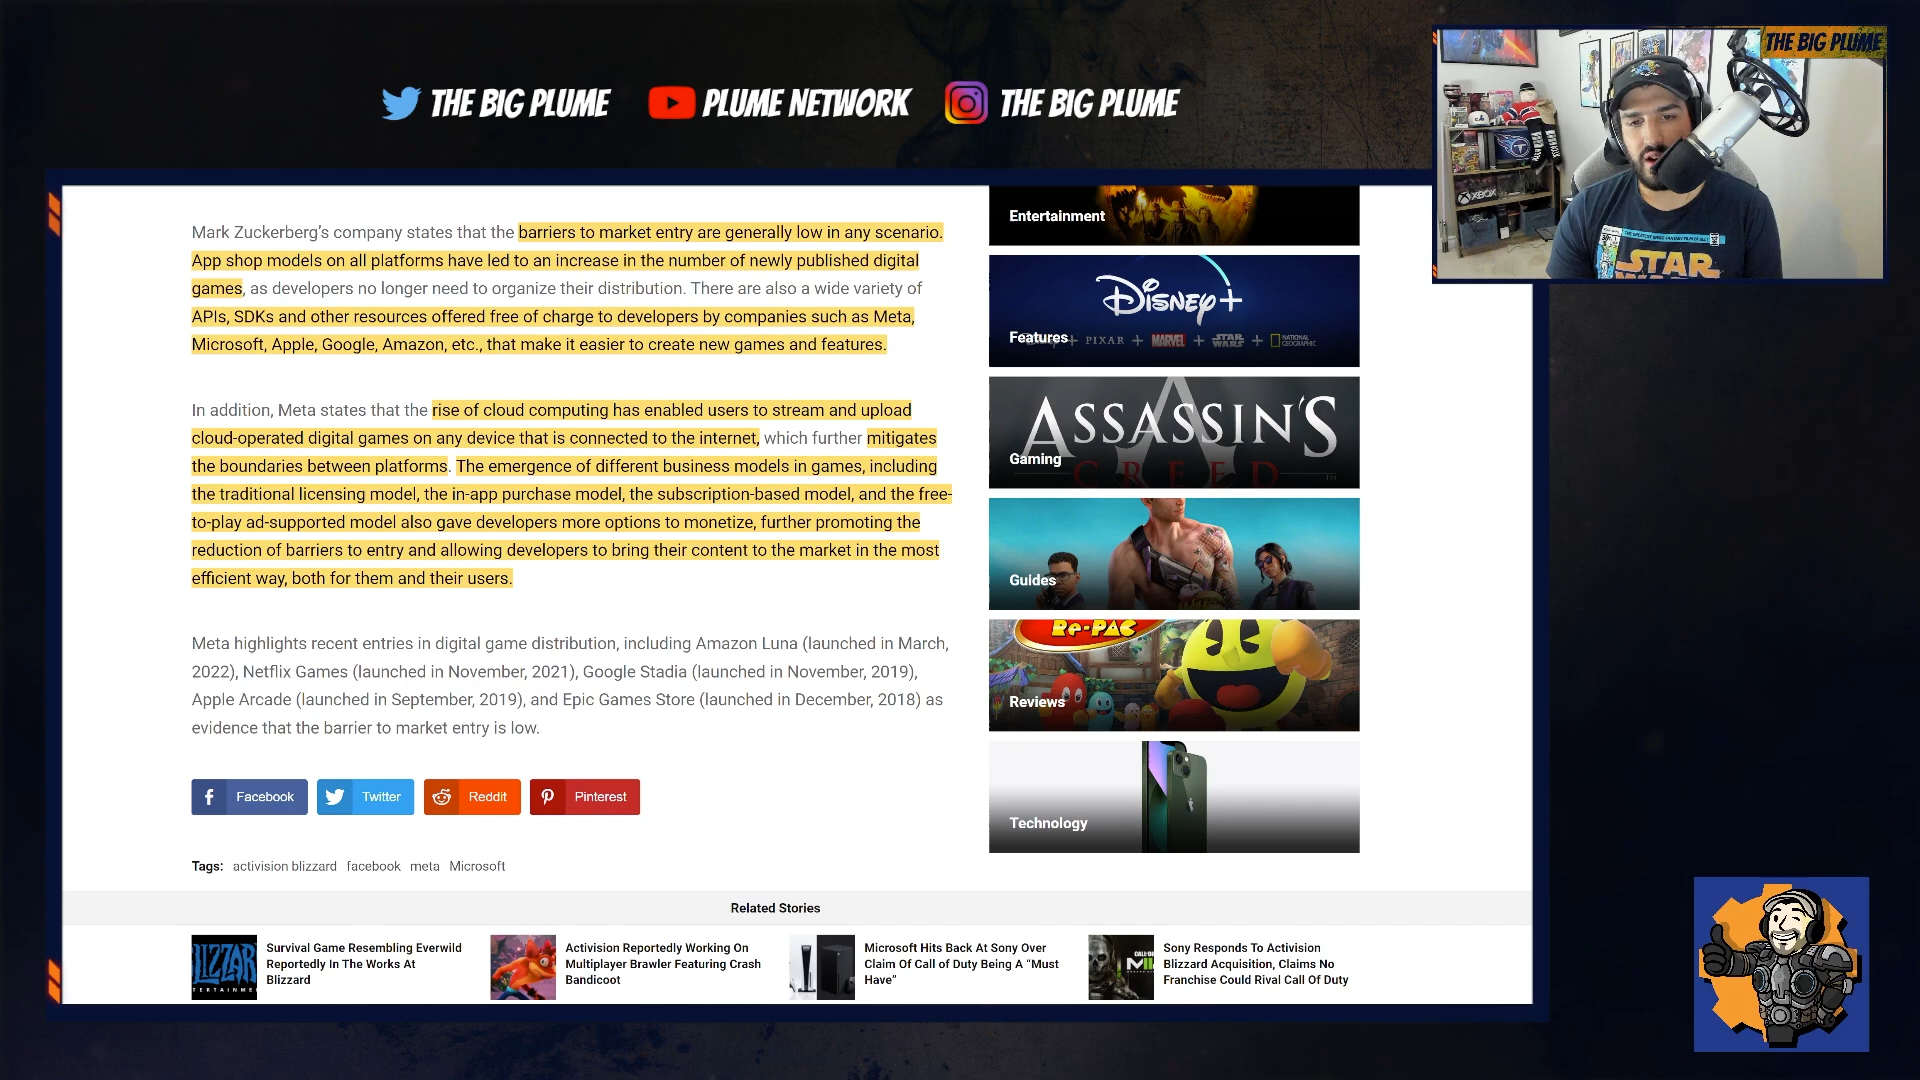 THE BIG PLUME
PLUME NETWORK
THE BIG PLUME
THE BIG PLUME
XBOX
STAR
Mark Zuckerberg’s company states that the barriers to market entry are generally low in any scenario.
App shop models on all platforms have led to an increase in the number of newly published digital
games, as developers no longer need to organize their distribution. There are also a wide variety of
APIs, SDKs and other resources offered free of charge to developers by companies such as Meta,
Microsoft, Apple, Google, Amazon, etc., that make it easier to create new games and features.
In addition, Meta states that the rise of cloud computing has enabled users to stream and upload
cloud-operated digital games on any device that is connected to the internet, which further mitigates
the boundaries between platforms. The emergence of different business models in games, including
the traditional licensing model, the in-app purchase model, the subscription-based model, and the free-
to-play ad-supported model also gave developers more options to monetize, further promoting the
reduction of barriers to entry and allowing developers to bring their content to the market in the most
efficient way, both for them and their users.
Meta highlights recent entries in digital game distribution, including Amazon Luna (launched in March,
2022), Netflix Games (launched in November, 2021), Google Stadia (launched in November, 2019),
Apple Arcade (launched in September, 2019), and Epic Games Store (launched in December, 2018) as
evidence that the barrier to market entry is low.
Facebook
Twitter
Reddit
Pinterest
Tags: activision blizzard facebook meta Microsoft
Entertainment
Disney+
Features
+ PIXAR + MARVEL + STAR WARS + NATIONAL GEOGRAPHIC
ASSASSIN'S
CREED
Gaming
Guides
Re-PAC
Reviews
Technology
Related Stories
Survival Game Resembling Everwild
Reportedly In The Works At
Blizzard
Activision Reportedly Working On
Multiplayer Brawler Featuring Crash
Bandicoot
Microsoft Hits Back At Sony Over
Claim Of Call of Duty Being A “Must
Have”
Sony Responds To Activision
Blizzard Acquisition, Claims No
Franchise Could Rival Call Of Duty